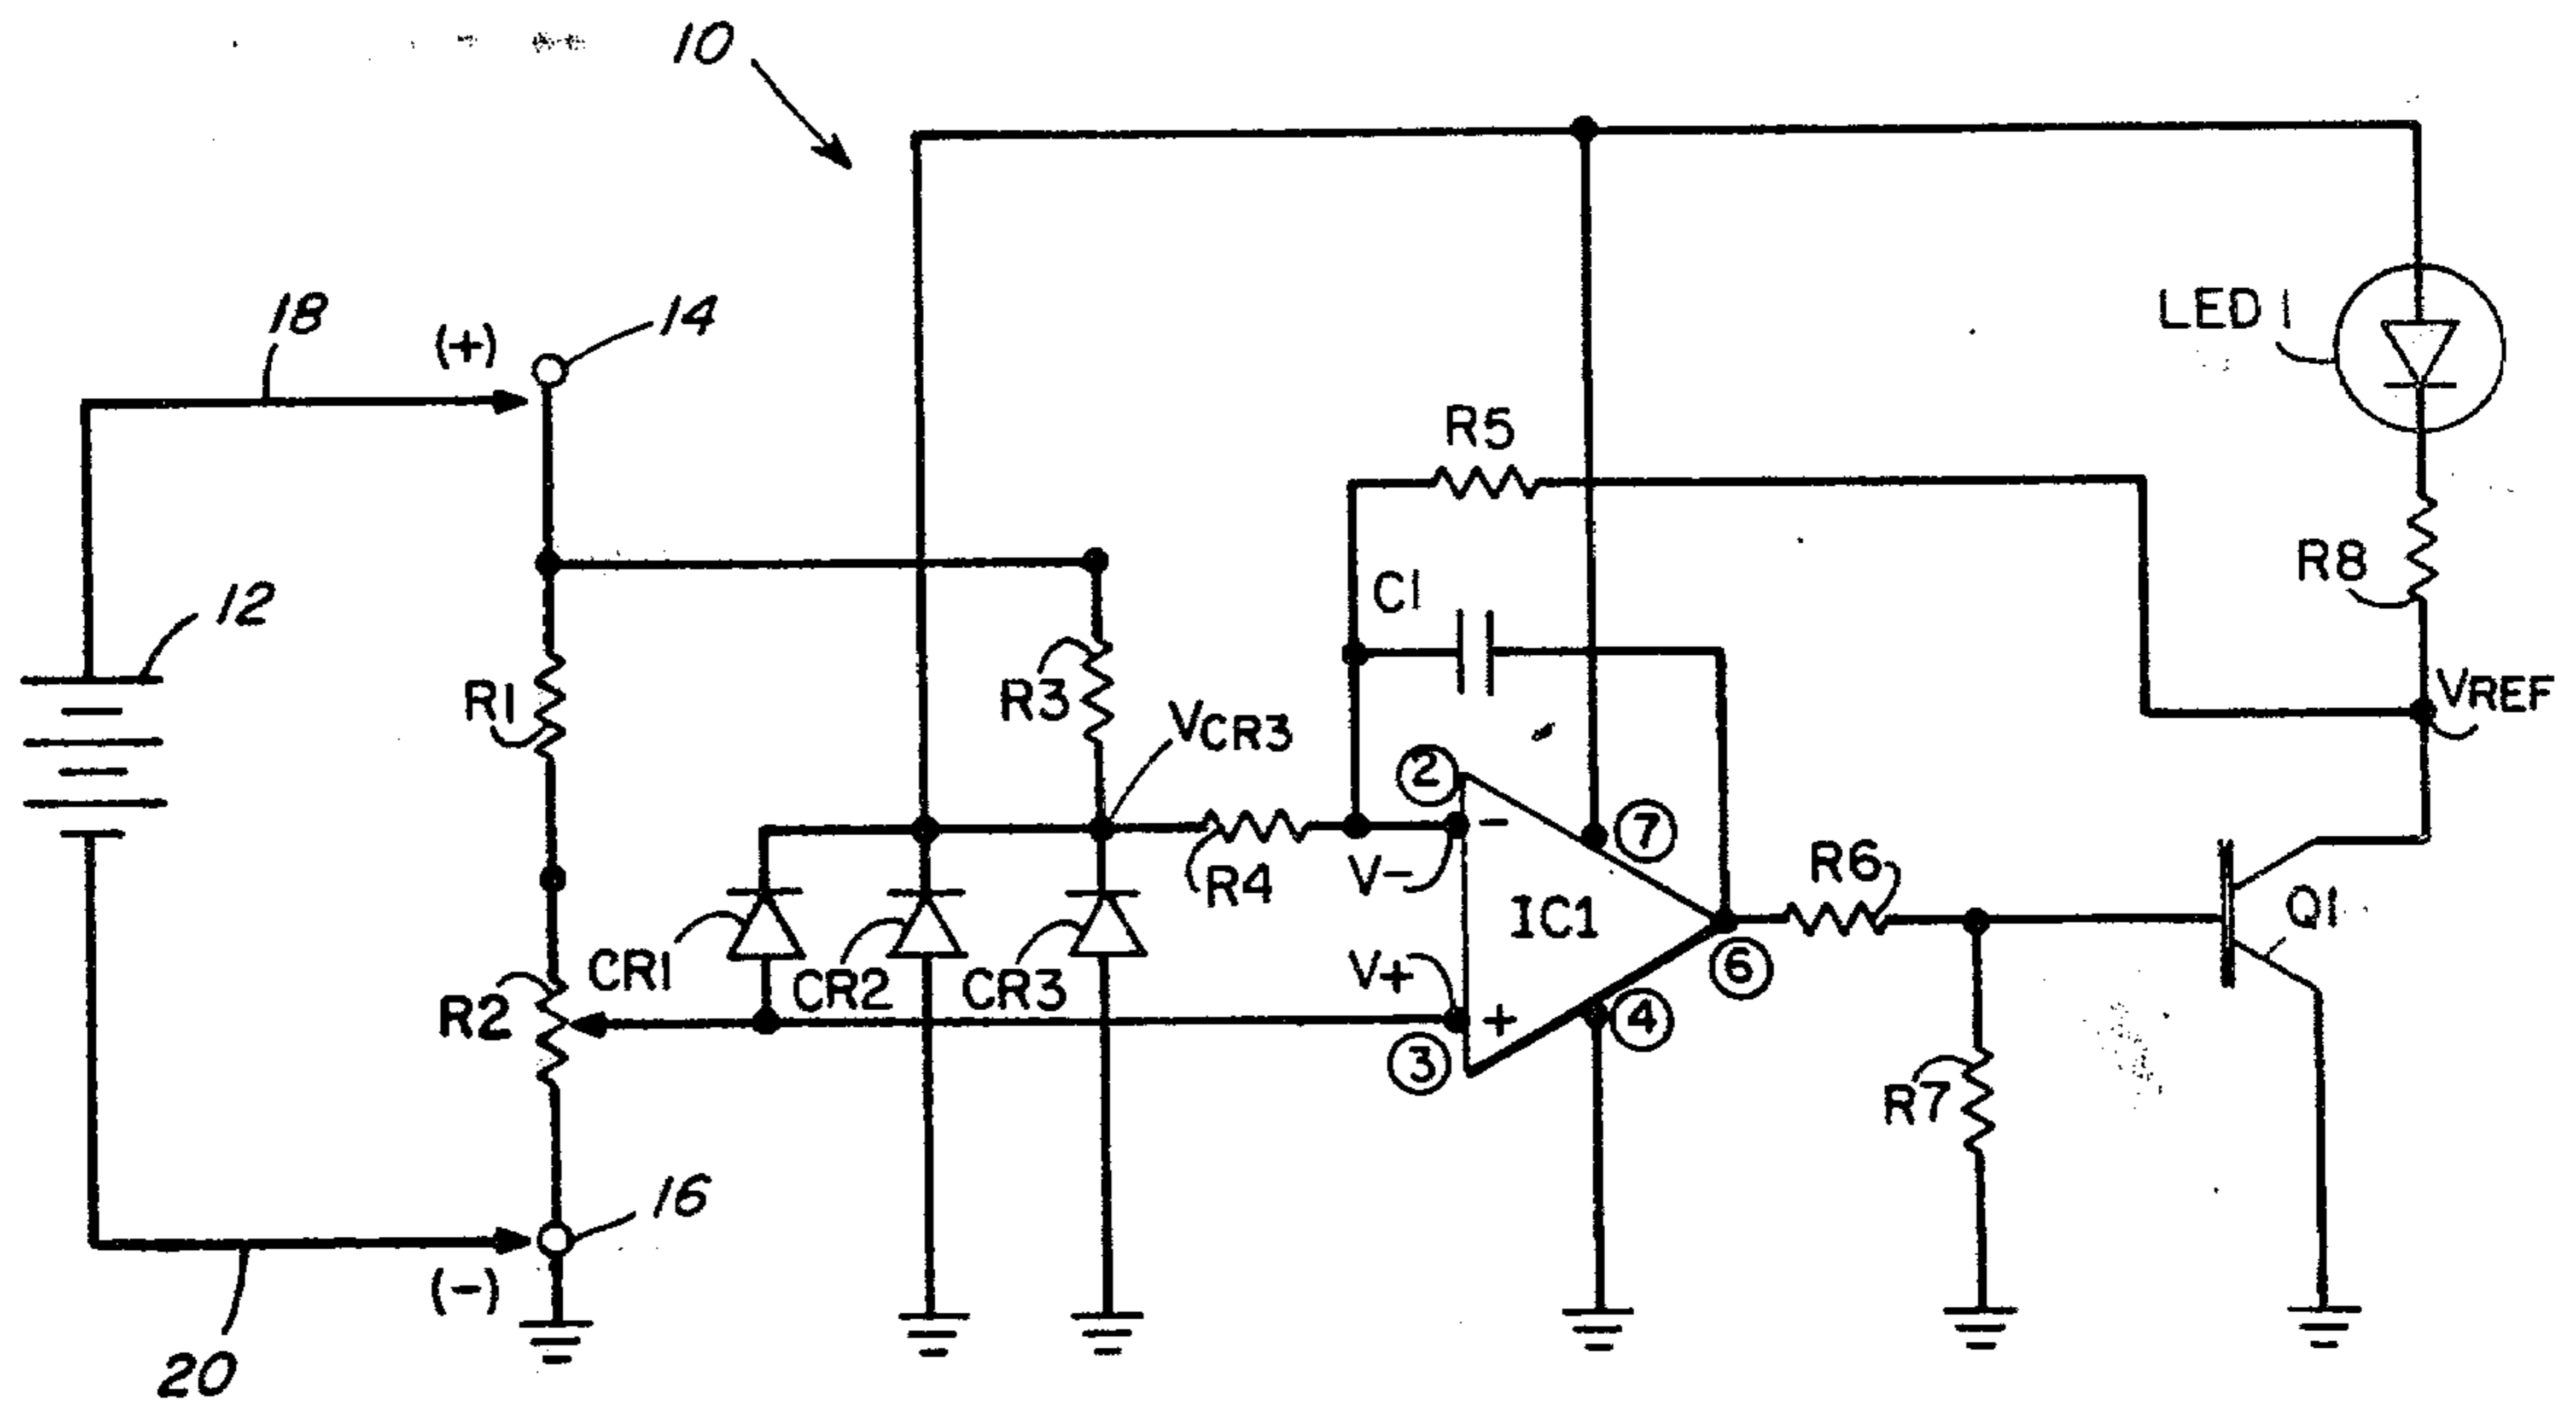 10
18
(+)
14
LED 1
R5
12
C1
R8
R1
R3
VCR3
VREF
2
-
7
V-
R4
R6
IC1
Q1
CR1
CR2
CR3
V+
6
R2
+
4
3
R7
16
(-)
20